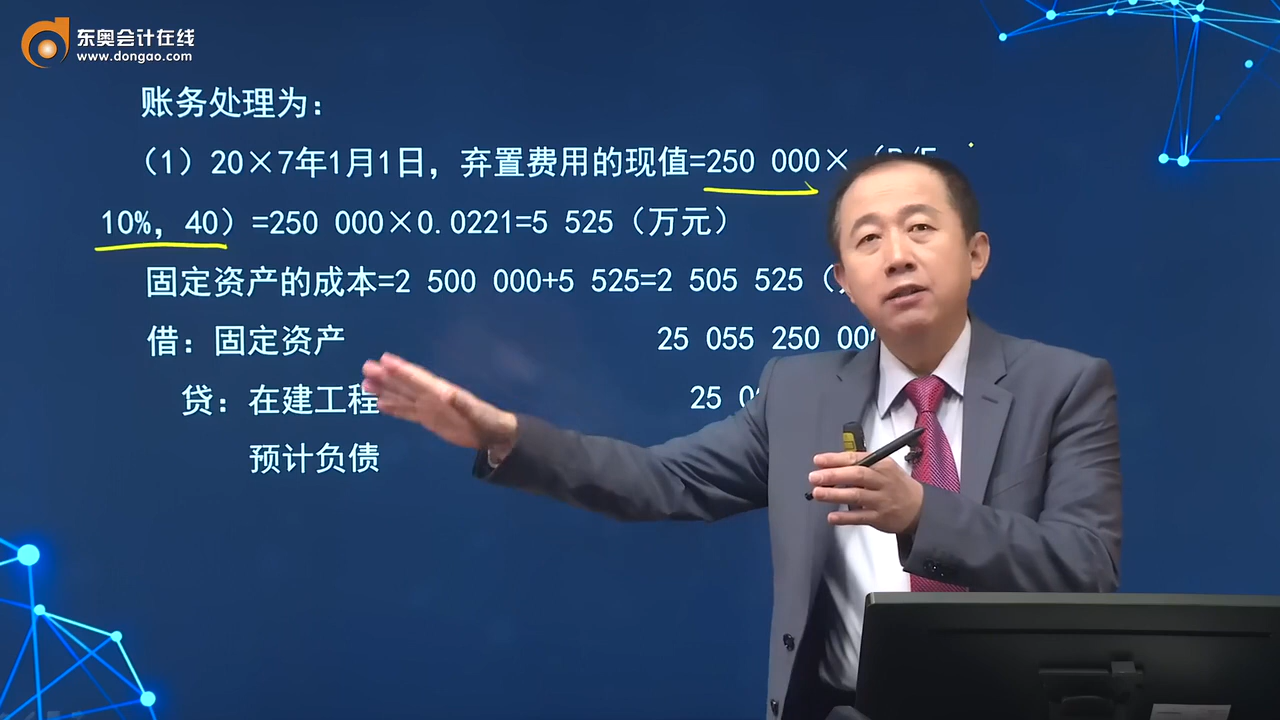 东奥会计在线
www.dongao.com
账务处理为：
（1）20×7年1月1日，弃置费用的现值=250 000×
10%，40）=250 000×0.0221=5 525（万元）
固定资产的成本=2 500 000+5 525=2 505 525（
借：固定资产 25 055 250 000
贷：在建工程 25
预计负债